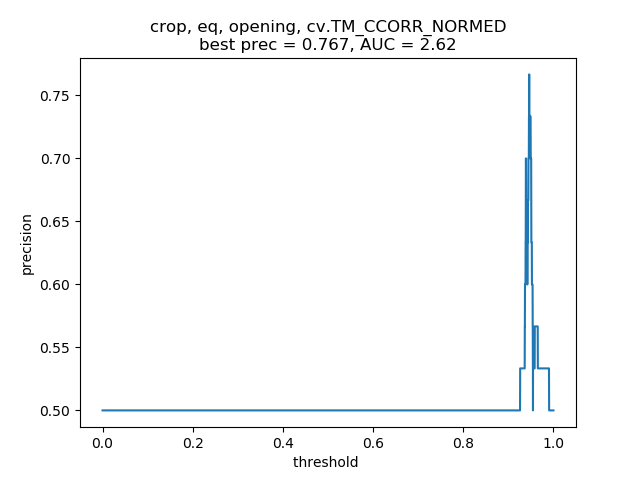 crop, eq, opening, cv.TM_CCORR_NORMED
best prec = 0.767, AUC = 2.62
0.75
0.70
0.65
0.60
0.55
0.50
precision
0.0 0.2 0.4 0.6 0.8 1.0
threshold